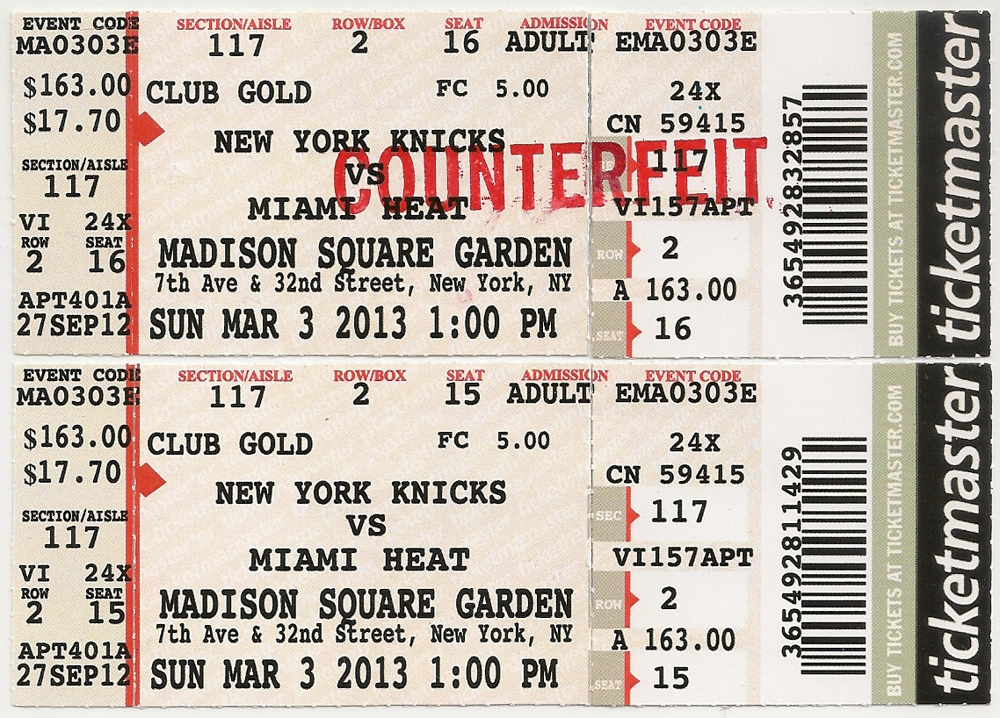 EVENT CODE
MA0303E
$163.00
$17.70
SECTION/AISLE
117
VI 24X
ROW SEAT
2 16
APT401A
27SEP12
SECTION/AISLE ROW/BOX SEAT ADMISSION EVENT CODE
117 2 16 ADULT EMA0303E
CLUB GOLD FC 5.00
NEW YORK KNICKS
VS
MIAMI HEAT
MADISON SQUARE GARDEN
7th Ave & 32nd Street, New York, NY
SUN MAR 3 2013 1:00 PM
COUNTERFEIT
24X
CN 59415
117
VI157APT
ROW 2
A 163.00
SEAT 16
365492832857
BUY TICKETS AT TICKETMASTER.COM
ticketmaster
EVENT CODE
MA0303E
$163.00
$17.70
SECTION/AISLE
117
VI 24X
ROW SEAT
2 15
APT401A
27SEP12
SECTION/AISLE ROW/BOX SEAT ADMISSION EVENT CODE
117 2 15 ADULT EMA0303E
CLUB GOLD FC 5.00
NEW YORK KNICKS
VS
MIAMI HEAT
MADISON SQUARE GARDEN
7th Ave & 32nd Street, New York, NY
SUN MAR 3 2013 1:00 PM
24X
CN 59415
SEC 117
VI157APT
ROW 2
A 163.00
SEAT 15
365492811429
BUY TICKETS AT TICKETMASTER.COM
ticketmaster